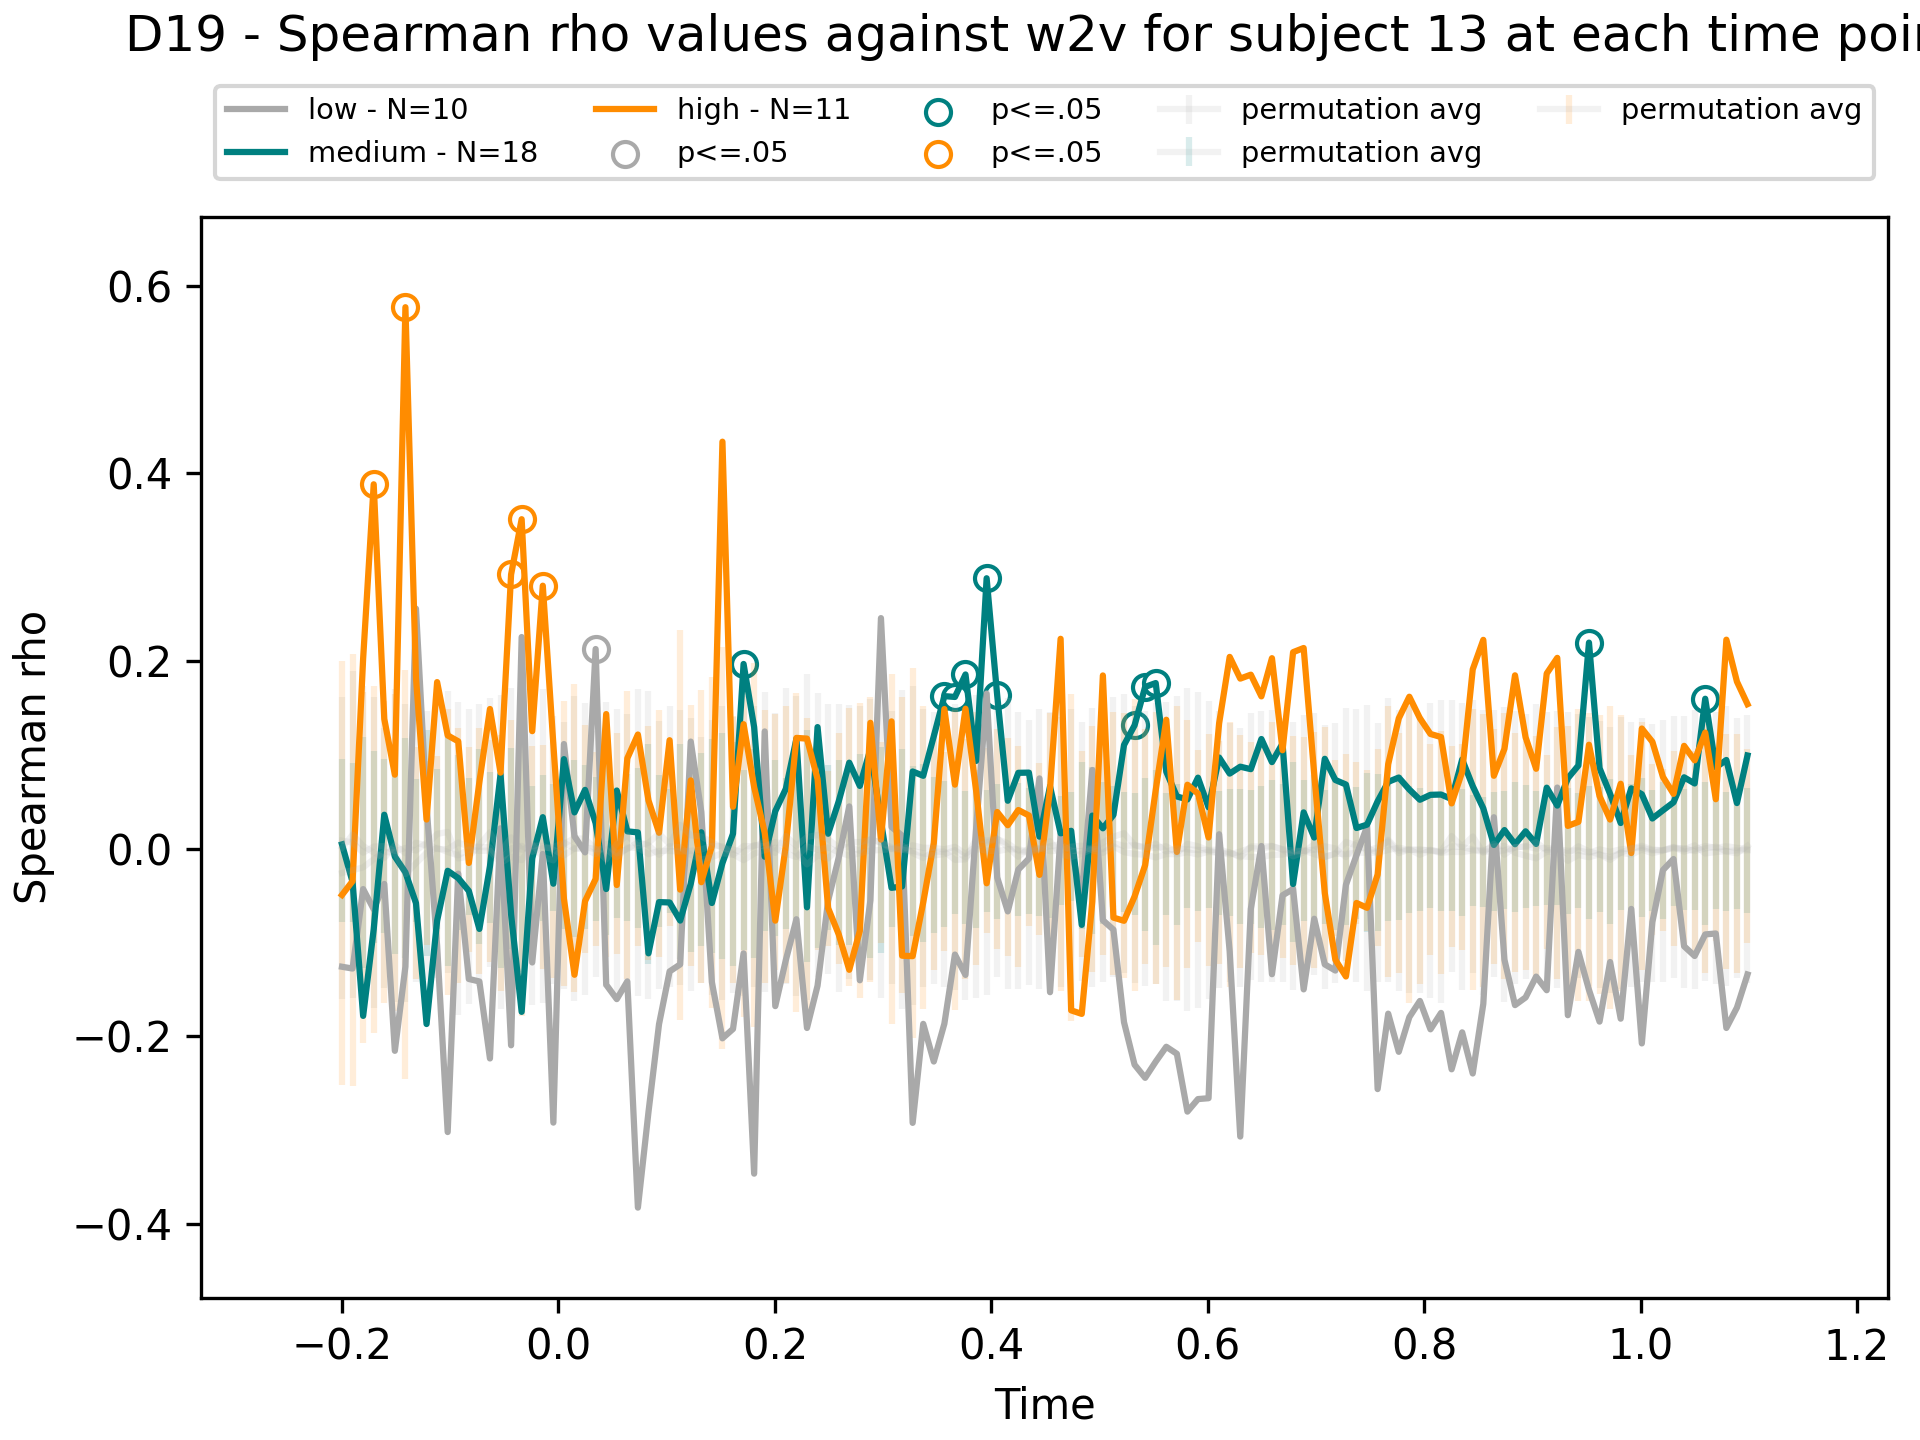 D19 - Spearman rho values against w2v for subject 13 at each time poi
low - N=10
medium - N=18
high - N=11
p<=.05
p<=.05
p<=.05
permutation avg
permutation avg
permutation avg
0.6
0.4
0.2
0.0
−0.2
−0.4
Spearman rho
−0.2 0.0 0.2 0.4 0.6 0.8 1.0 1.2
Time